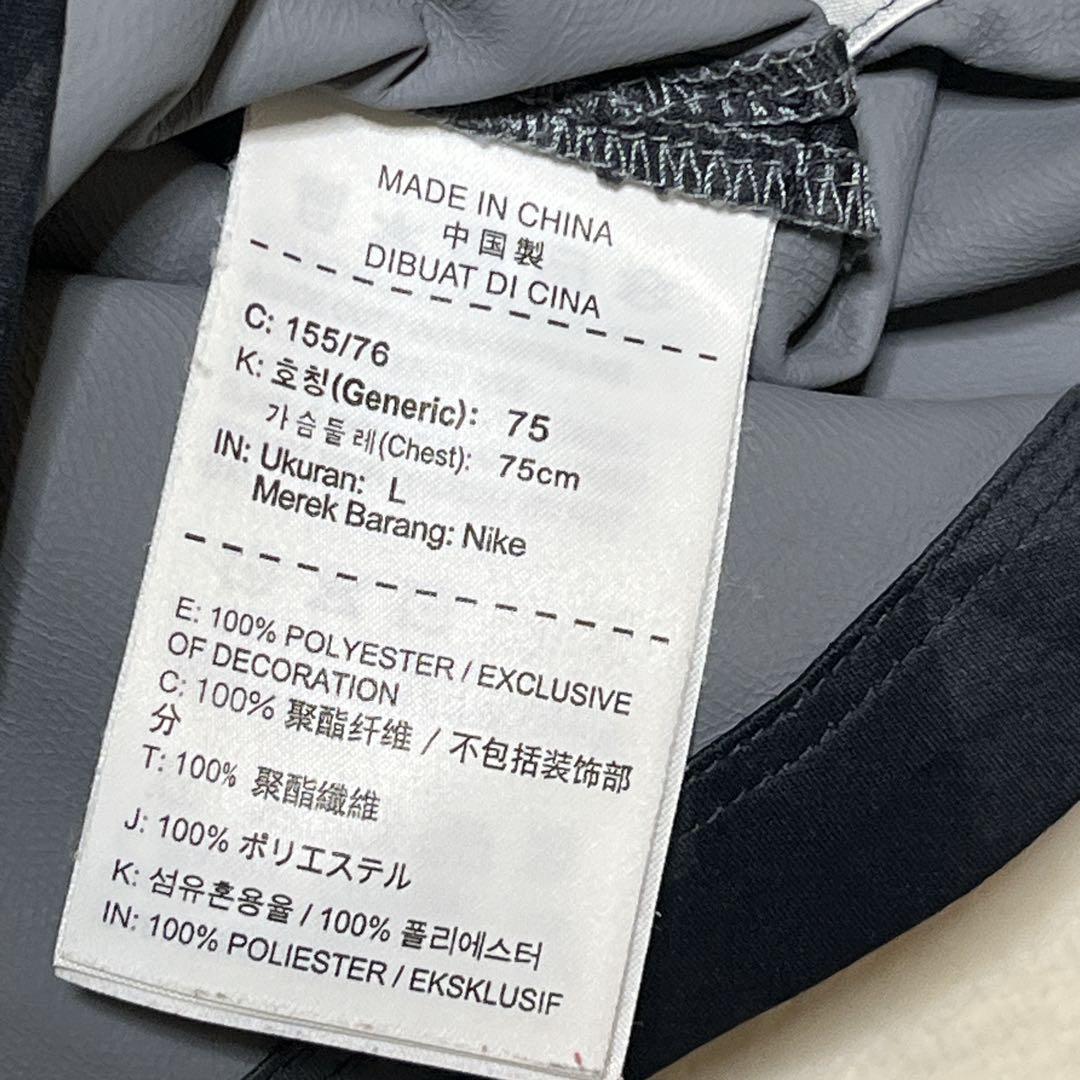 MADE IN CHINA
中国製
DIBUAT DI CINA
C: 155/76
K: 호칭(Generic): 75
가슴둘레(Chest): 75cm
IN: Ukuran: L
Merek Barang: Nike
E: 100% POLYESTER / EXCLUSIVE
OF DECORATION
C: 100% 聚酯纤维 / 不包括装饰部
分
T: 100% 聚酯纖維
J: 100% ポリエステル
K: 섬유혼용율 / 100% 폴리에스터
IN: 100% POLIESTER / EKSKLUSIF